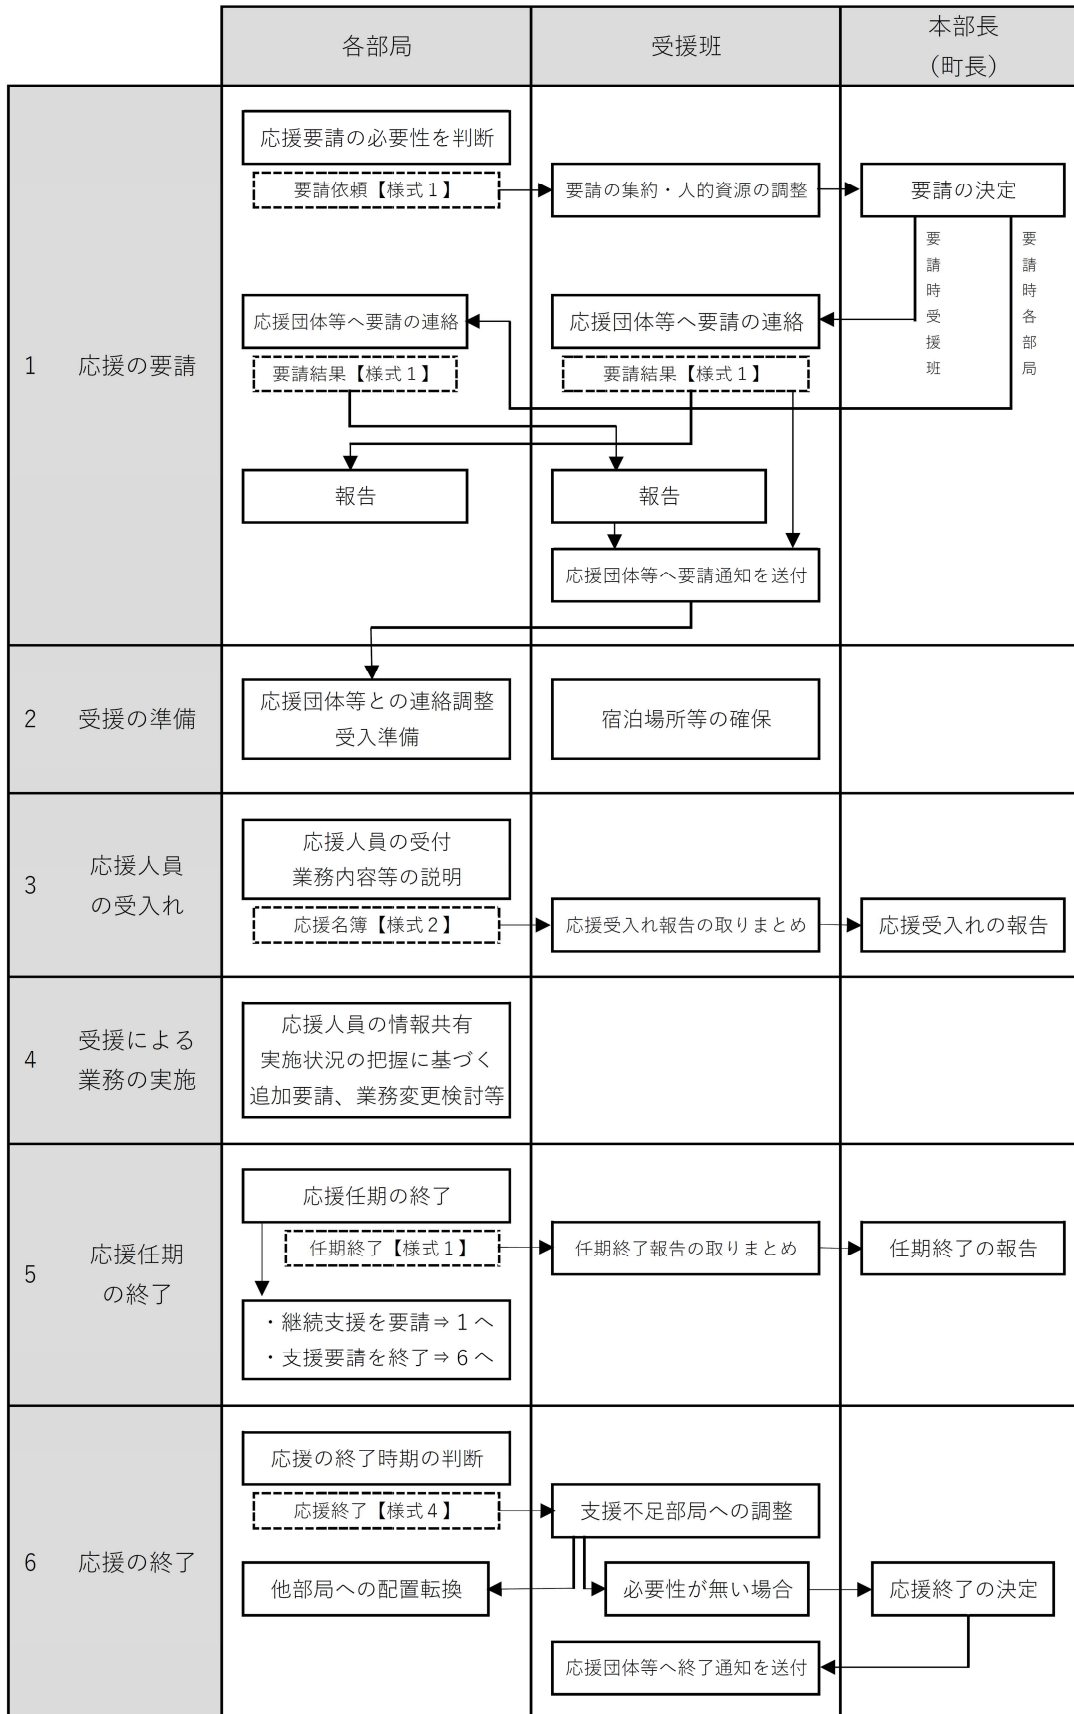 各部局
受援班
本部長
（町長）
1 応援の要請
応援要請の必要性を判断
要請依頼【様式１】
要請の集約・人的資源の調整
要請の決定
要請時受援班
要請時各部局
応援団体等へ要請の連絡
応援団体等へ要請の連絡
要請結果【様式１】
要請結果【様式１】
報告
報告
応援団体等へ要請通知を送付
2 受援の準備
応援団体等との連絡調整
受入準備
宿泊場所等の確保
3 応援人員
の受入れ
応援人員の受付
業務内容等の説明
応援名簿【様式２】
応援受入れ報告の取りまとめ
応援受入れの報告
4 受援による
業務の実施
応援人員の情報共有
実施状況の把握に基づく
追加要請、業務変更検討等
5 応援任期
の終了
応援任期の終了
任期終了【様式１】
任期終了報告の取りまとめ
任期終了の報告
・継続支援を要請⇒１へ
・支援要請を終了⇒６へ
6 応援の終了
応援の終了時期の判断
応援終了【様式４】
支援不足部局への調整
他部局への配置転換
必要性が無い場合
応援終了の決定
応援団体等へ終了通知を送付